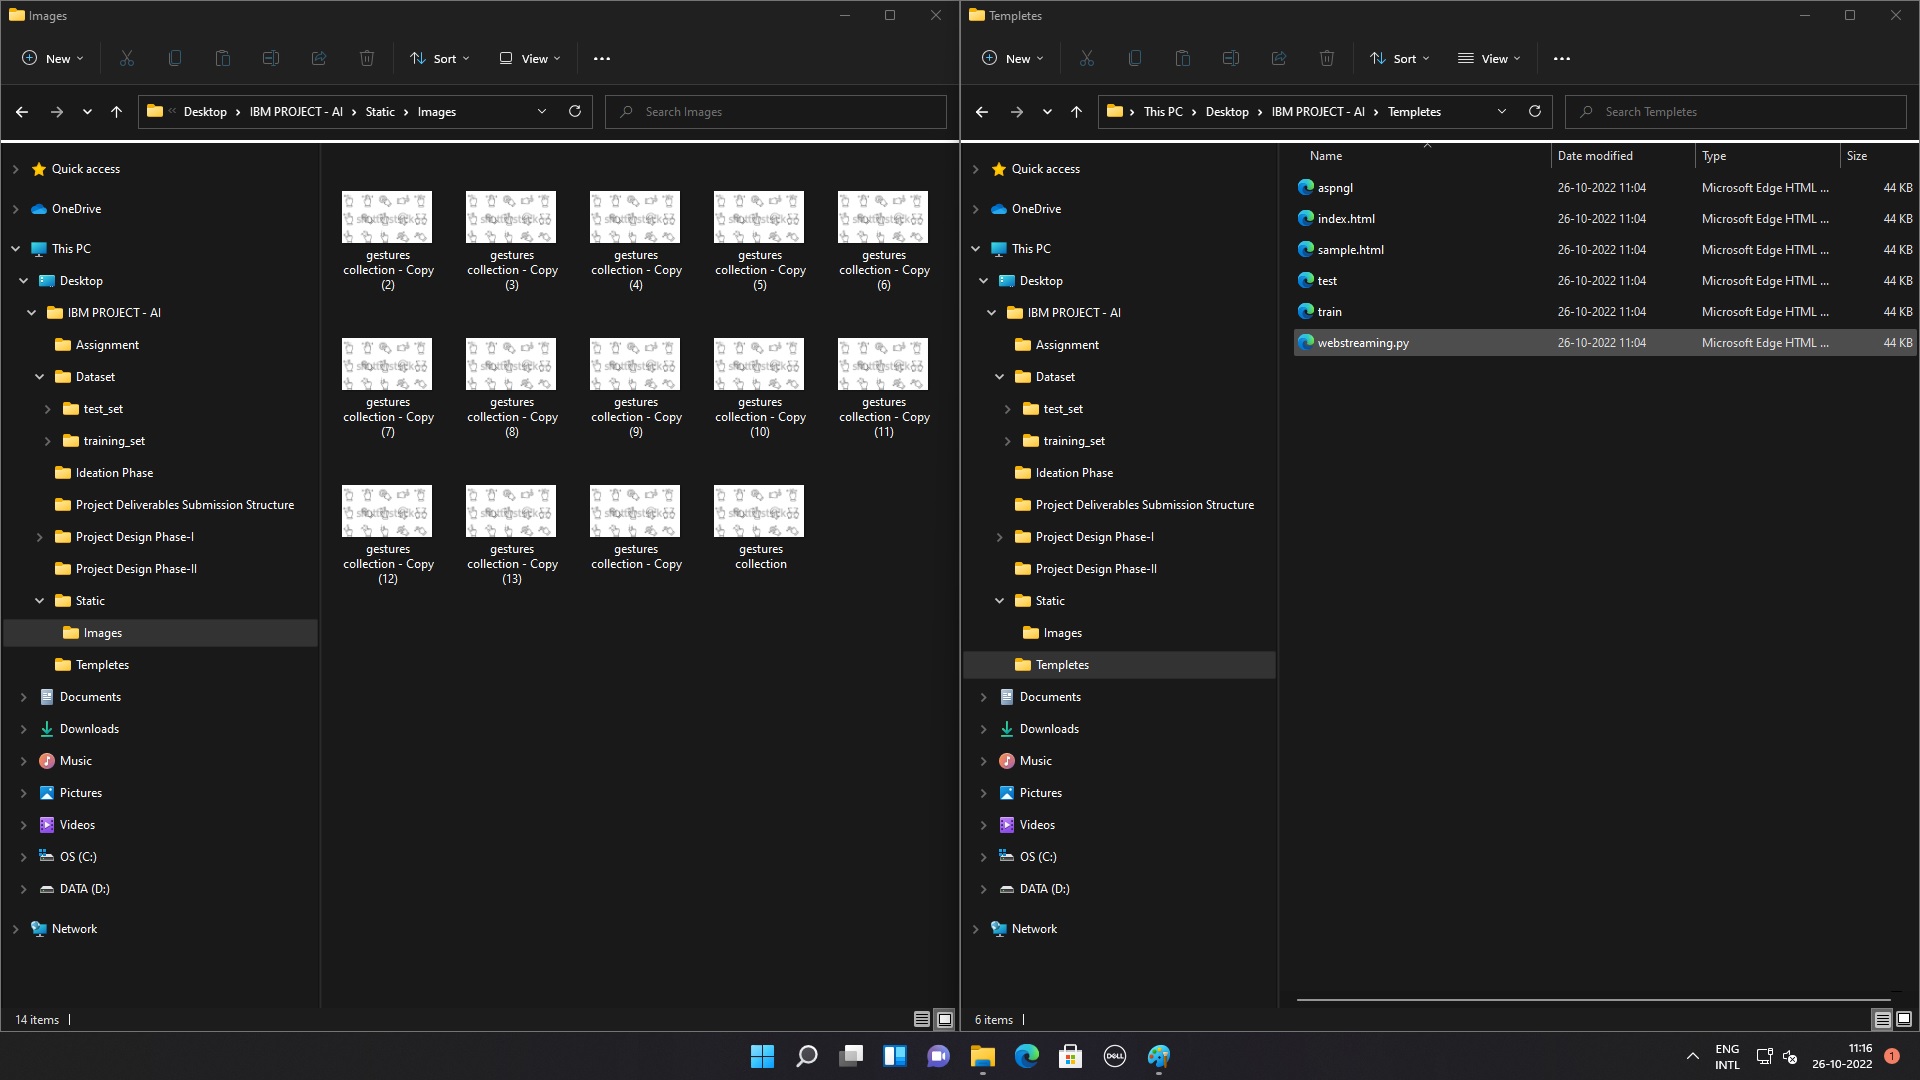 Images
New
Sort
View
Desktop > IBM PROJECT - AI > Static > Images
Search Images
Quick access
OneDrive
This PC
Desktop
IBM PROJECT - AI
Assignment
Dataset
test_set
training_set
Ideation Phase
Project Deliverables Submission Structure
Project Design Phase-I
Project Design Phase-II
Static
Images
Templetes
Documents
Downloads
Music
Pictures
Videos
OS (C:)
DATA (D:)
Network
gestures
collection - Copy
(2)
gestures
collection - Copy
(3)
gestures
collection - Copy
(4)
gestures
collection - Copy
(5)
gestures
collection - Copy
(6)
gestures
collection - Copy
(7)
gestures
collection - Copy
(8)
gestures
collection - Copy
(9)
gestures
collection - Copy
(10)
gestures
collection - Copy
(11)
gestures
collection - Copy
(12)
gestures
collection - Copy
(13)
gestures
collection - Copy
gestures
collection
14 items
Templetes
New
Sort
View
This PC > Desktop > IBM PROJECT - AI > Templetes
Search Templetes
Quick access
OneDrive
This PC
Desktop
IBM PROJECT - AI
Assignment
Dataset
test_set
training_set
Ideation Phase
Project Deliverables Submission Structure
Project Design Phase-I
Project Design Phase-II
Static
Images
Templetes
Documents
Downloads
Music
Pictures
Videos
OS (C:)
DATA (D:)
Network
Name Date modified Type Size
aspngl 26-10-2022 11:04 Microsoft Edge HTML ... 44 KB
index.html 26-10-2022 11:04 Microsoft Edge HTML ... 44 KB
sample.html 26-10-2022 11:04 Microsoft Edge HTML ... 44 KB
test 26-10-2022 11:04 Microsoft Edge HTML ... 44 KB
train 26-10-2022 11:04 Microsoft Edge HTML ... 44 KB
webstreaming.py 26-10-2022 11:04 Microsoft Edge HTML ... 44 KB
6 items
DELL
ENG
INTL
11:16
26-10-2022
1